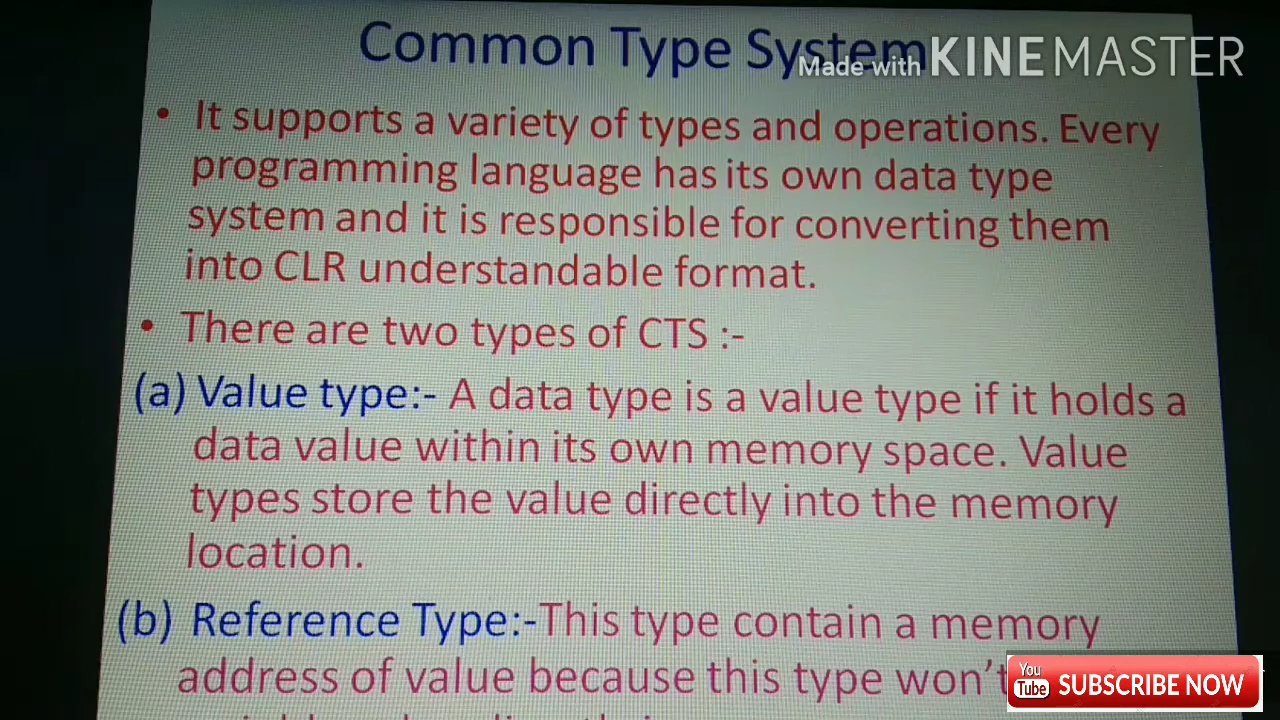 Common Type System
Made with KINEMASTER
• It supports a variety of types and operations. Every
programming language has its own data type
system and it is responsible for converting them
into CLR understandable format.
• There are two types of CTS :-
(a) Value type:- A data type is a value type if it holds a
data value within its own memory space. Value
types store the value directly into the memory
location.
(b) Reference Type:-This type contain a memory
address of value because this type won't
You Tube SUBSCRIBE NOW